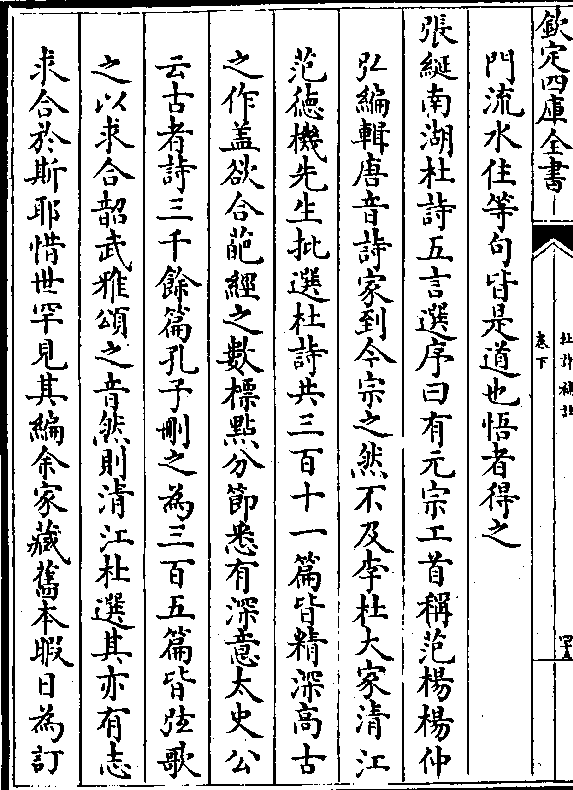 欽定四庫全書
杜詩攟
卷下
四五
門流水住等句皆是道也悟者得之
張綖南湖杜詩五言選序曰有元宗工首稱范楊楊仲
弘編輯唐音詩家到今宗之然不及李杜大家清江
范徳機先生批選杜詩共三百十一篇皆精深高古
之作蓋欲合葩經之數標點分節悉有深意太史公
云古者詩三千餘篇孔子刪之為三百五篇皆弦歌
之以求合韶武雅頌之音然則清江杜選其亦有志
求合於斯耶惜世罕見其編余家藏舊本暇日為訂